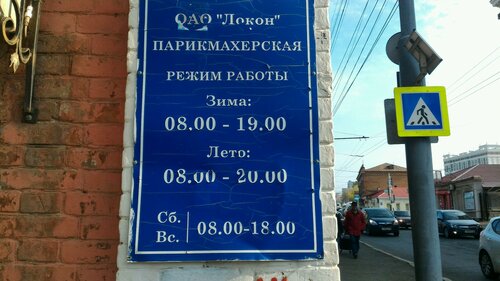 ОАО "Локон"
ПАРИКМАХЕРСКАЯ
РЕЖИМ РАБОТЫ
Зима:
08.00 - 19.00
Лето:
08.00 - 20.00
Сб.
Вс.
08.00-18.00